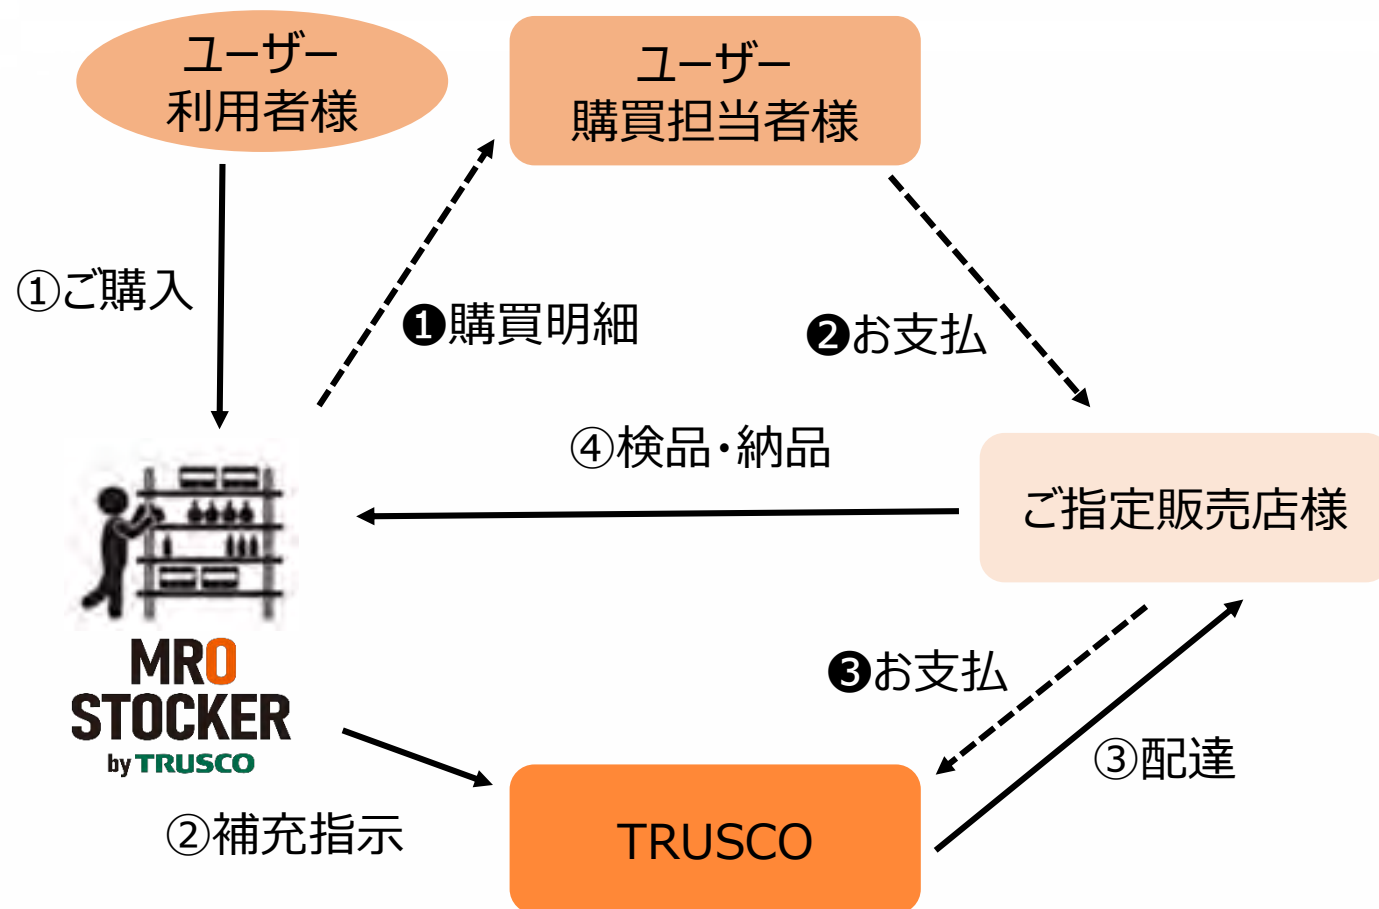 ユーザー
利用者様
ユーザー
購買担当者様
①ご購入
❶購買明細
❷お支払
④検品・納品
ご指定販売店様
MRO
STOCKER
by TRUSCO
❸お支払
③配達
②補充指示
TRUSCO